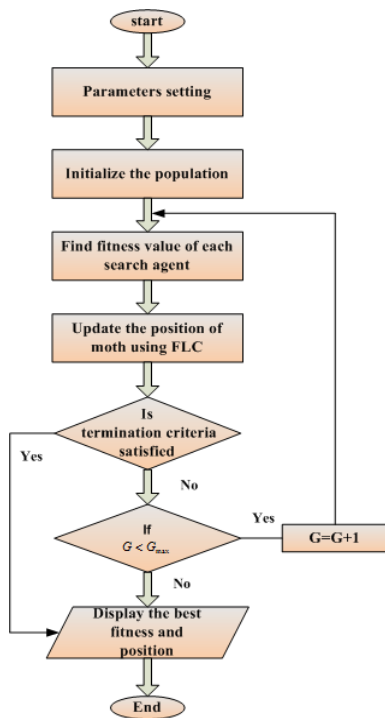 start
Parameters setting
Initialize the population
Find fitness value of each
search agent
Update the position of
moth using FLC
Is
termination criteria
satisfied
Yes
No
If
G < Gmax
Yes
G=G+1
No
Display the best
fitness and
position
End